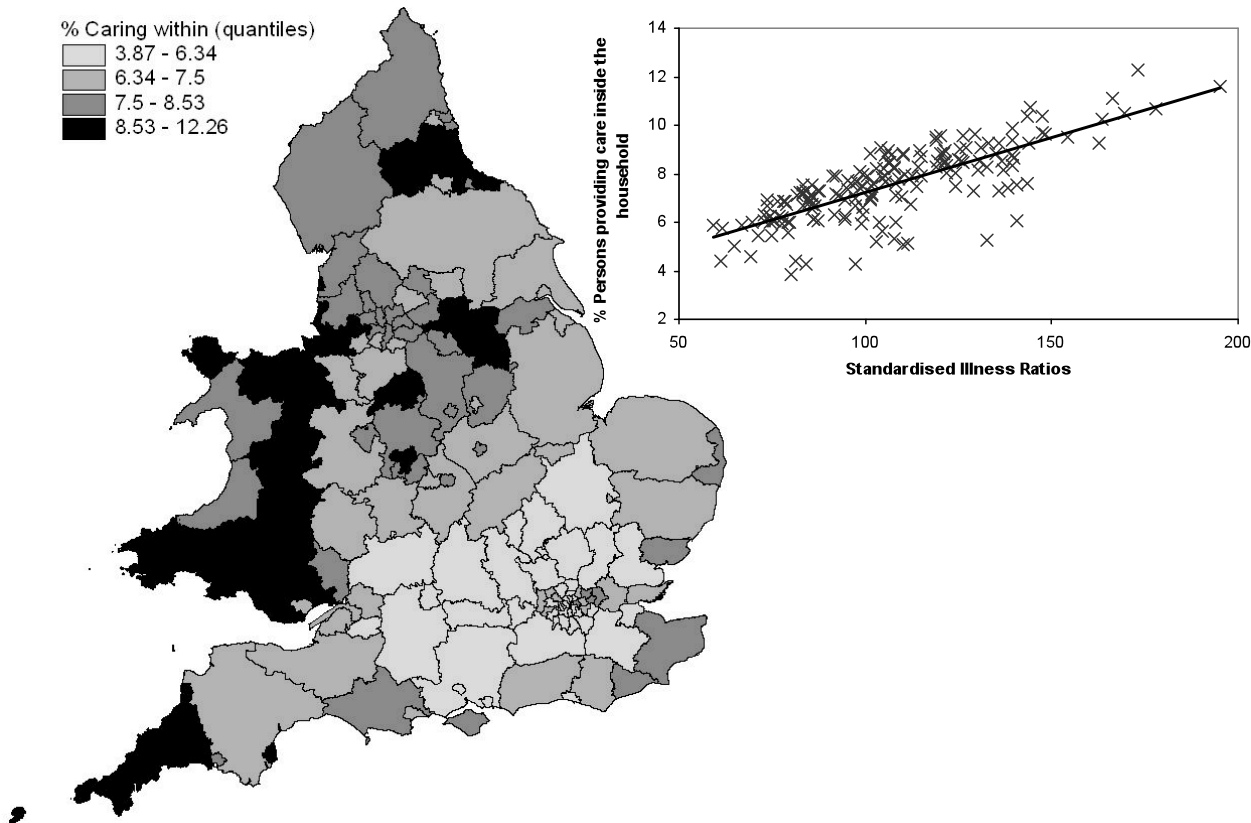 % Caring within (quantiles)
3.87 - 6.34
6.34 - 7.5
7.5 - 8.53
8.53 - 12.26
% Persons providing care inside the
household
14
12
10
8
6
4
2
50
100
150
200
Standardised Illness Ratios